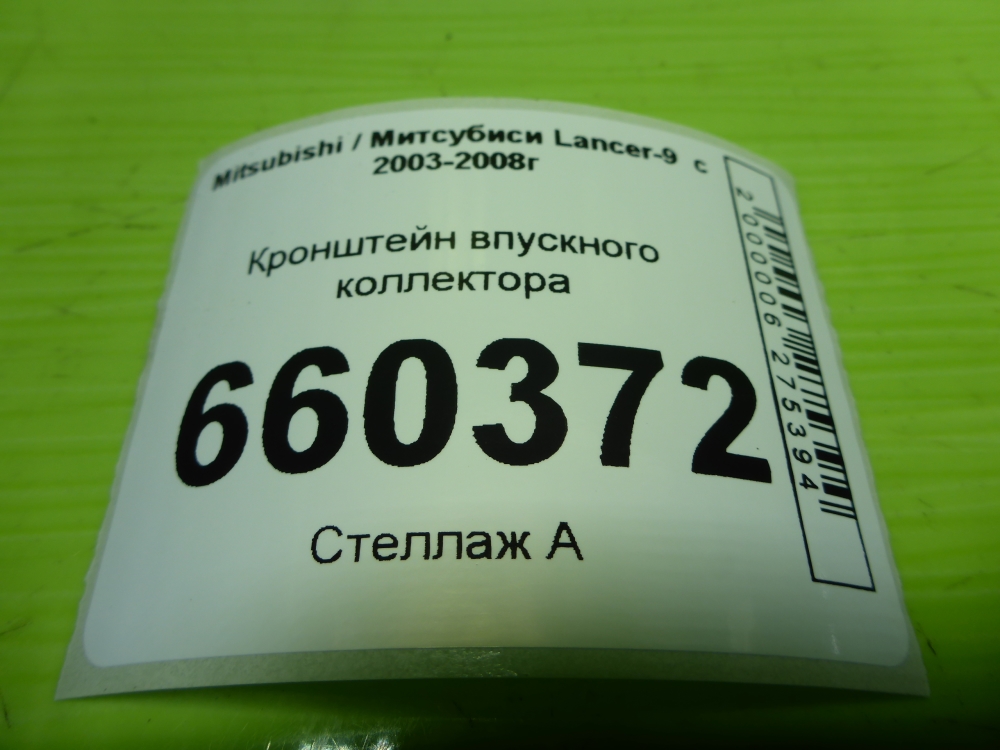 Mitsubishi / Митсубиси Lancer-9 с
2003-2008г
Кронштейн впускного
коллектора
660372
Стеллаж А
2000006275394